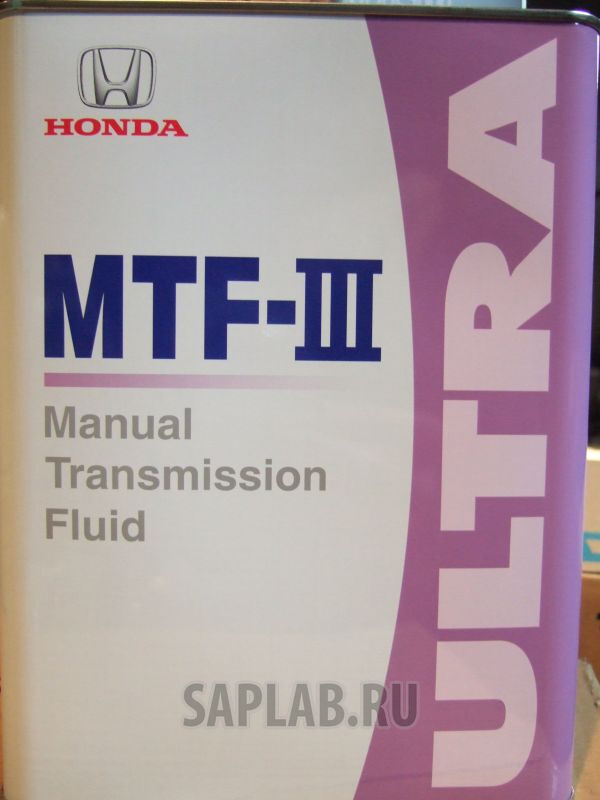 HONDA
MTF-III
Manual
Transmission
Fluid
ULTRA
SAPLAB.RU